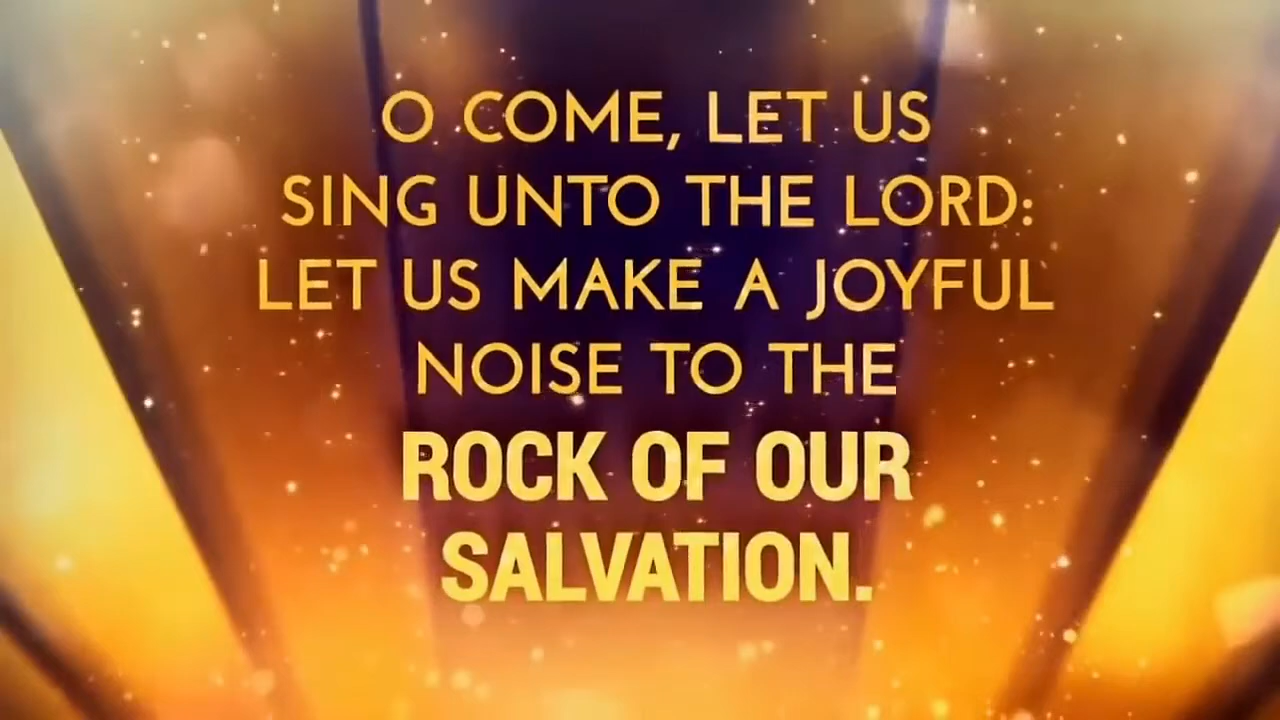 O COME, LET US
SING UNTO THE LORD:
LET US MAKE A JOYFUL
NOISE TO THE
ROCK OF OUR
SALVATION.